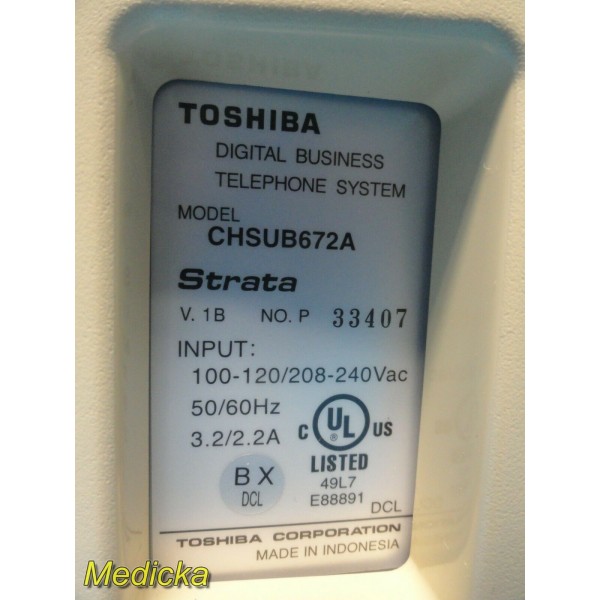 TOSHIBA
DIGITAL BUSINESS
TELEPHONE SYSTEM
MODEL
CHSUB672A
Strata
V. 1B NO. P 33407
INPUT:
100-120/208-240Vac
50/60Hz
3.2/2.2A
C UL ® US
LISTED
49L7
E88891
BX
DCL
DCL
TOSHIBA CORPORATION
MADE IN INDONESIA
Medicka